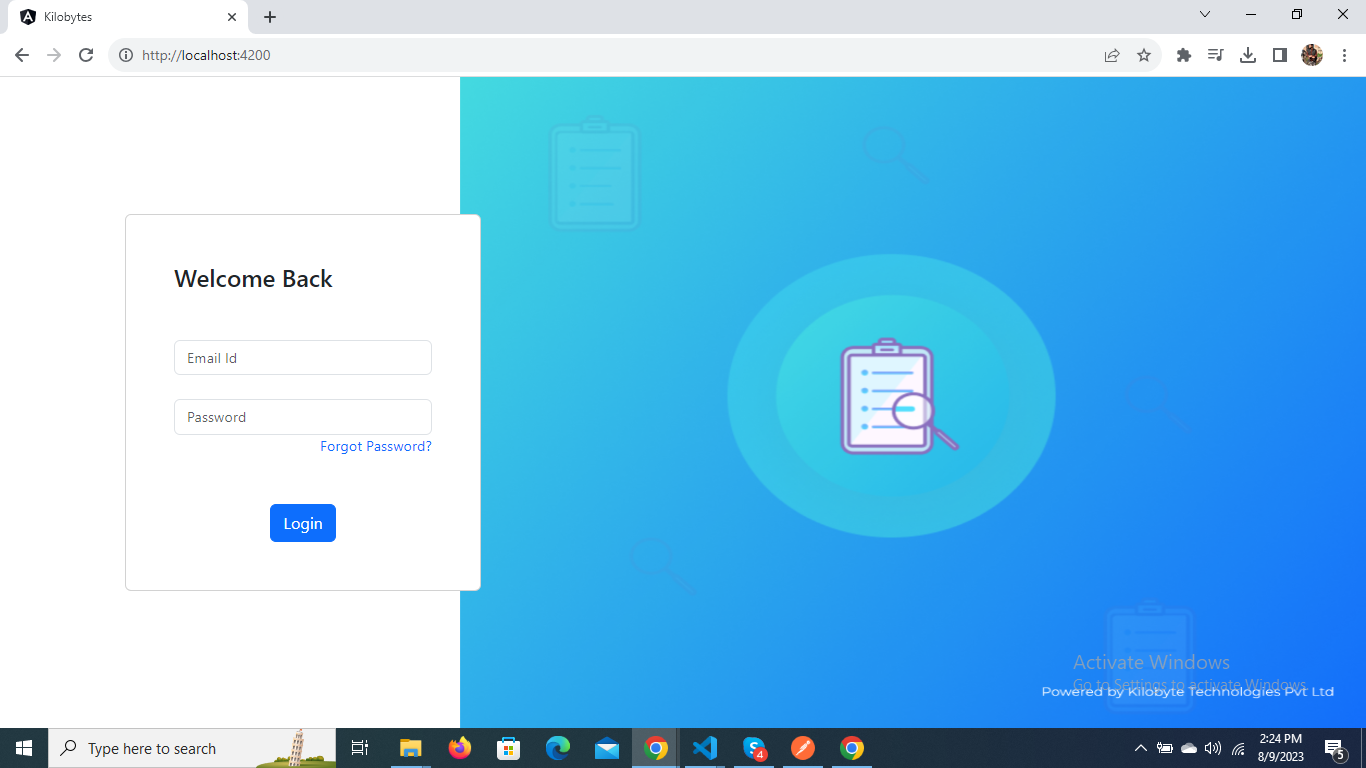 Kilobytes
http://localhost:4200
Welcome Back
Email Id
Password
Forgot Password?
Login
Activate Windows
Go to Settings to activate Windows.
Powered by Kilobyte Technologies Pvt Ltd
Type here to search
4
2:24 PM
8/9/2023
5